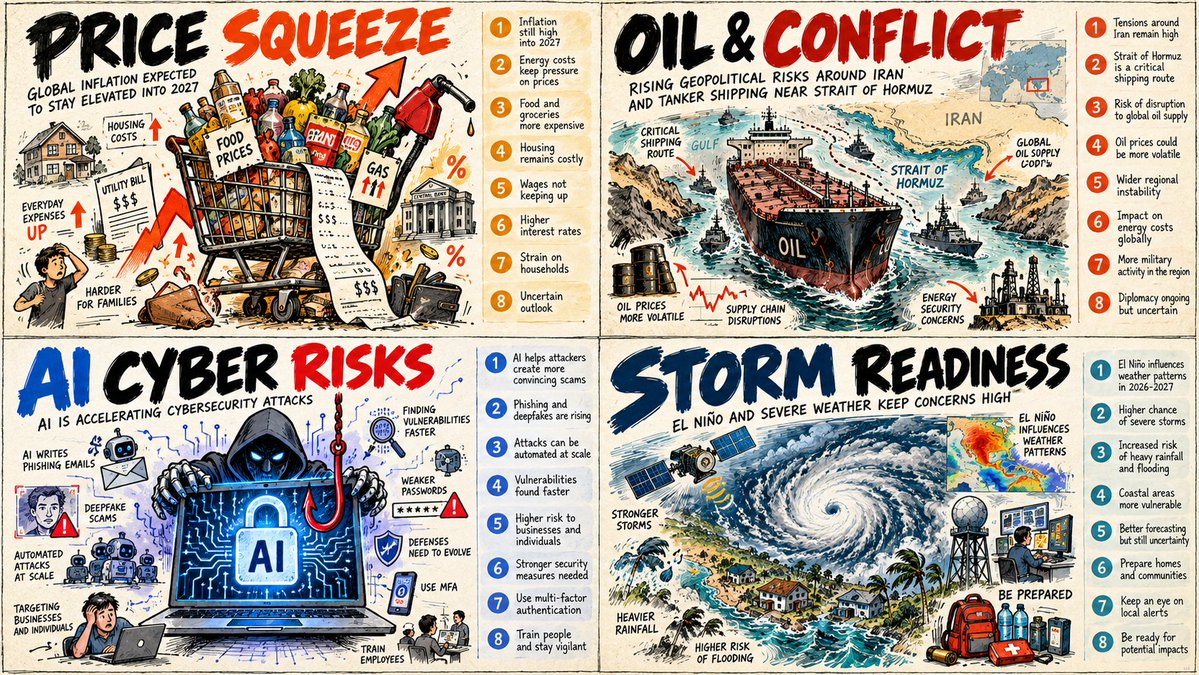 PRICE SQUEEZE
GLOBAL INFLATION EXPECTED
TO STAY ELEVATED INTO 2027
HOUSING
COSTS
FOOD
PRICES
GAS
UTILITY BILL
$$$
EVERYDAY
EXPENSES
UP
HARDER
FOR FAMILIES
$$$
$$$
CENTRAL BANK
%
%
1 Inflation
still high
into 2027
2 Energy costs
keep pressure
on prices
3 Food and
groceries
more expensive
4 Housing
remains costly
5 Wages not
keeping up
6 Higher
interest rates
7 Strain on
households
8 Uncertain
outlook
OIL & CONFLICT
RISING GEOPOLITICAL RISKS AROUND IRAN
AND TANKER SHIPPING NEAR STRAIT OF HORMUZ
CRITICAL
SHIPPING
ROUTE
GULF
IRAN
STRAIT OF
HORMUZ
GLOBAL
OIL SUPPLY
OIL
OIL PRICES
MORE VOLATILE
SUPPLY CHAIN
DISRUPTIONS
ENERGY
SECURITY
CONCERNS
1 Tensions around
Iran remain high
2 Strait of Hormuz
is a critical
shipping route
3 Risk of disruption
to global oil supply
4 Oil prices could
be more volatile
5 Wider regional
instability
6 Impact on
energy costs
globally
7 More military
activity in the region
8 Diplomacy ongoing
but uncertain
AI CYBER RISKS
AI IS ACCELERATING CYBERSECURITY ATTACKS
AI WRITES
PHISHING EMAILS
DEEPFAKE
SCAMS
AUTOMATED
ATTACKS
AT SCALE
TARGETING
BUSINESSES
AND INDIVIDUALS
AI
FINDING
VULNERABILITIES
FASTER
WEAKER
PASSWORDS
*****
DEFENSES
NEED TO EVOLVE
USE MFA
TRAIN
EMPLOYEES
1 AI helps attackers
create more
convincing scams
2 Phishing and
deepfakes are rising
3 Attacks can be
automated at scale
4 Vulnerabilities
found faster
5 Higher risk to
businesses and
individuals
6 Stronger security
measures needed
7 Use multi-factor
authentication
8 Train people
and stay vigilant
STORM READINESS
EL NIÑO AND SEVERE WEATHER KEEP CONCERNS HIGH
STRONGER
STORMS
HEAVIER
RAINFALL
HIGHER RISK
OF FLOODING
EL NIÑO
INFLUENCES
WEATHER
PATTERNS
BE PREPARED
1 El Niño influences
weather patterns
in 2026-2027
2 Higher chance
of severe storms
3 Increased risk
of heavy rainfall
and flooding
4 Coastal areas
more vulnerable
5 Better forecasting
but still uncertainty
6 Prepare homes
and communities
7 Keep an eye on
local alerts
8 Be ready for
potential impacts